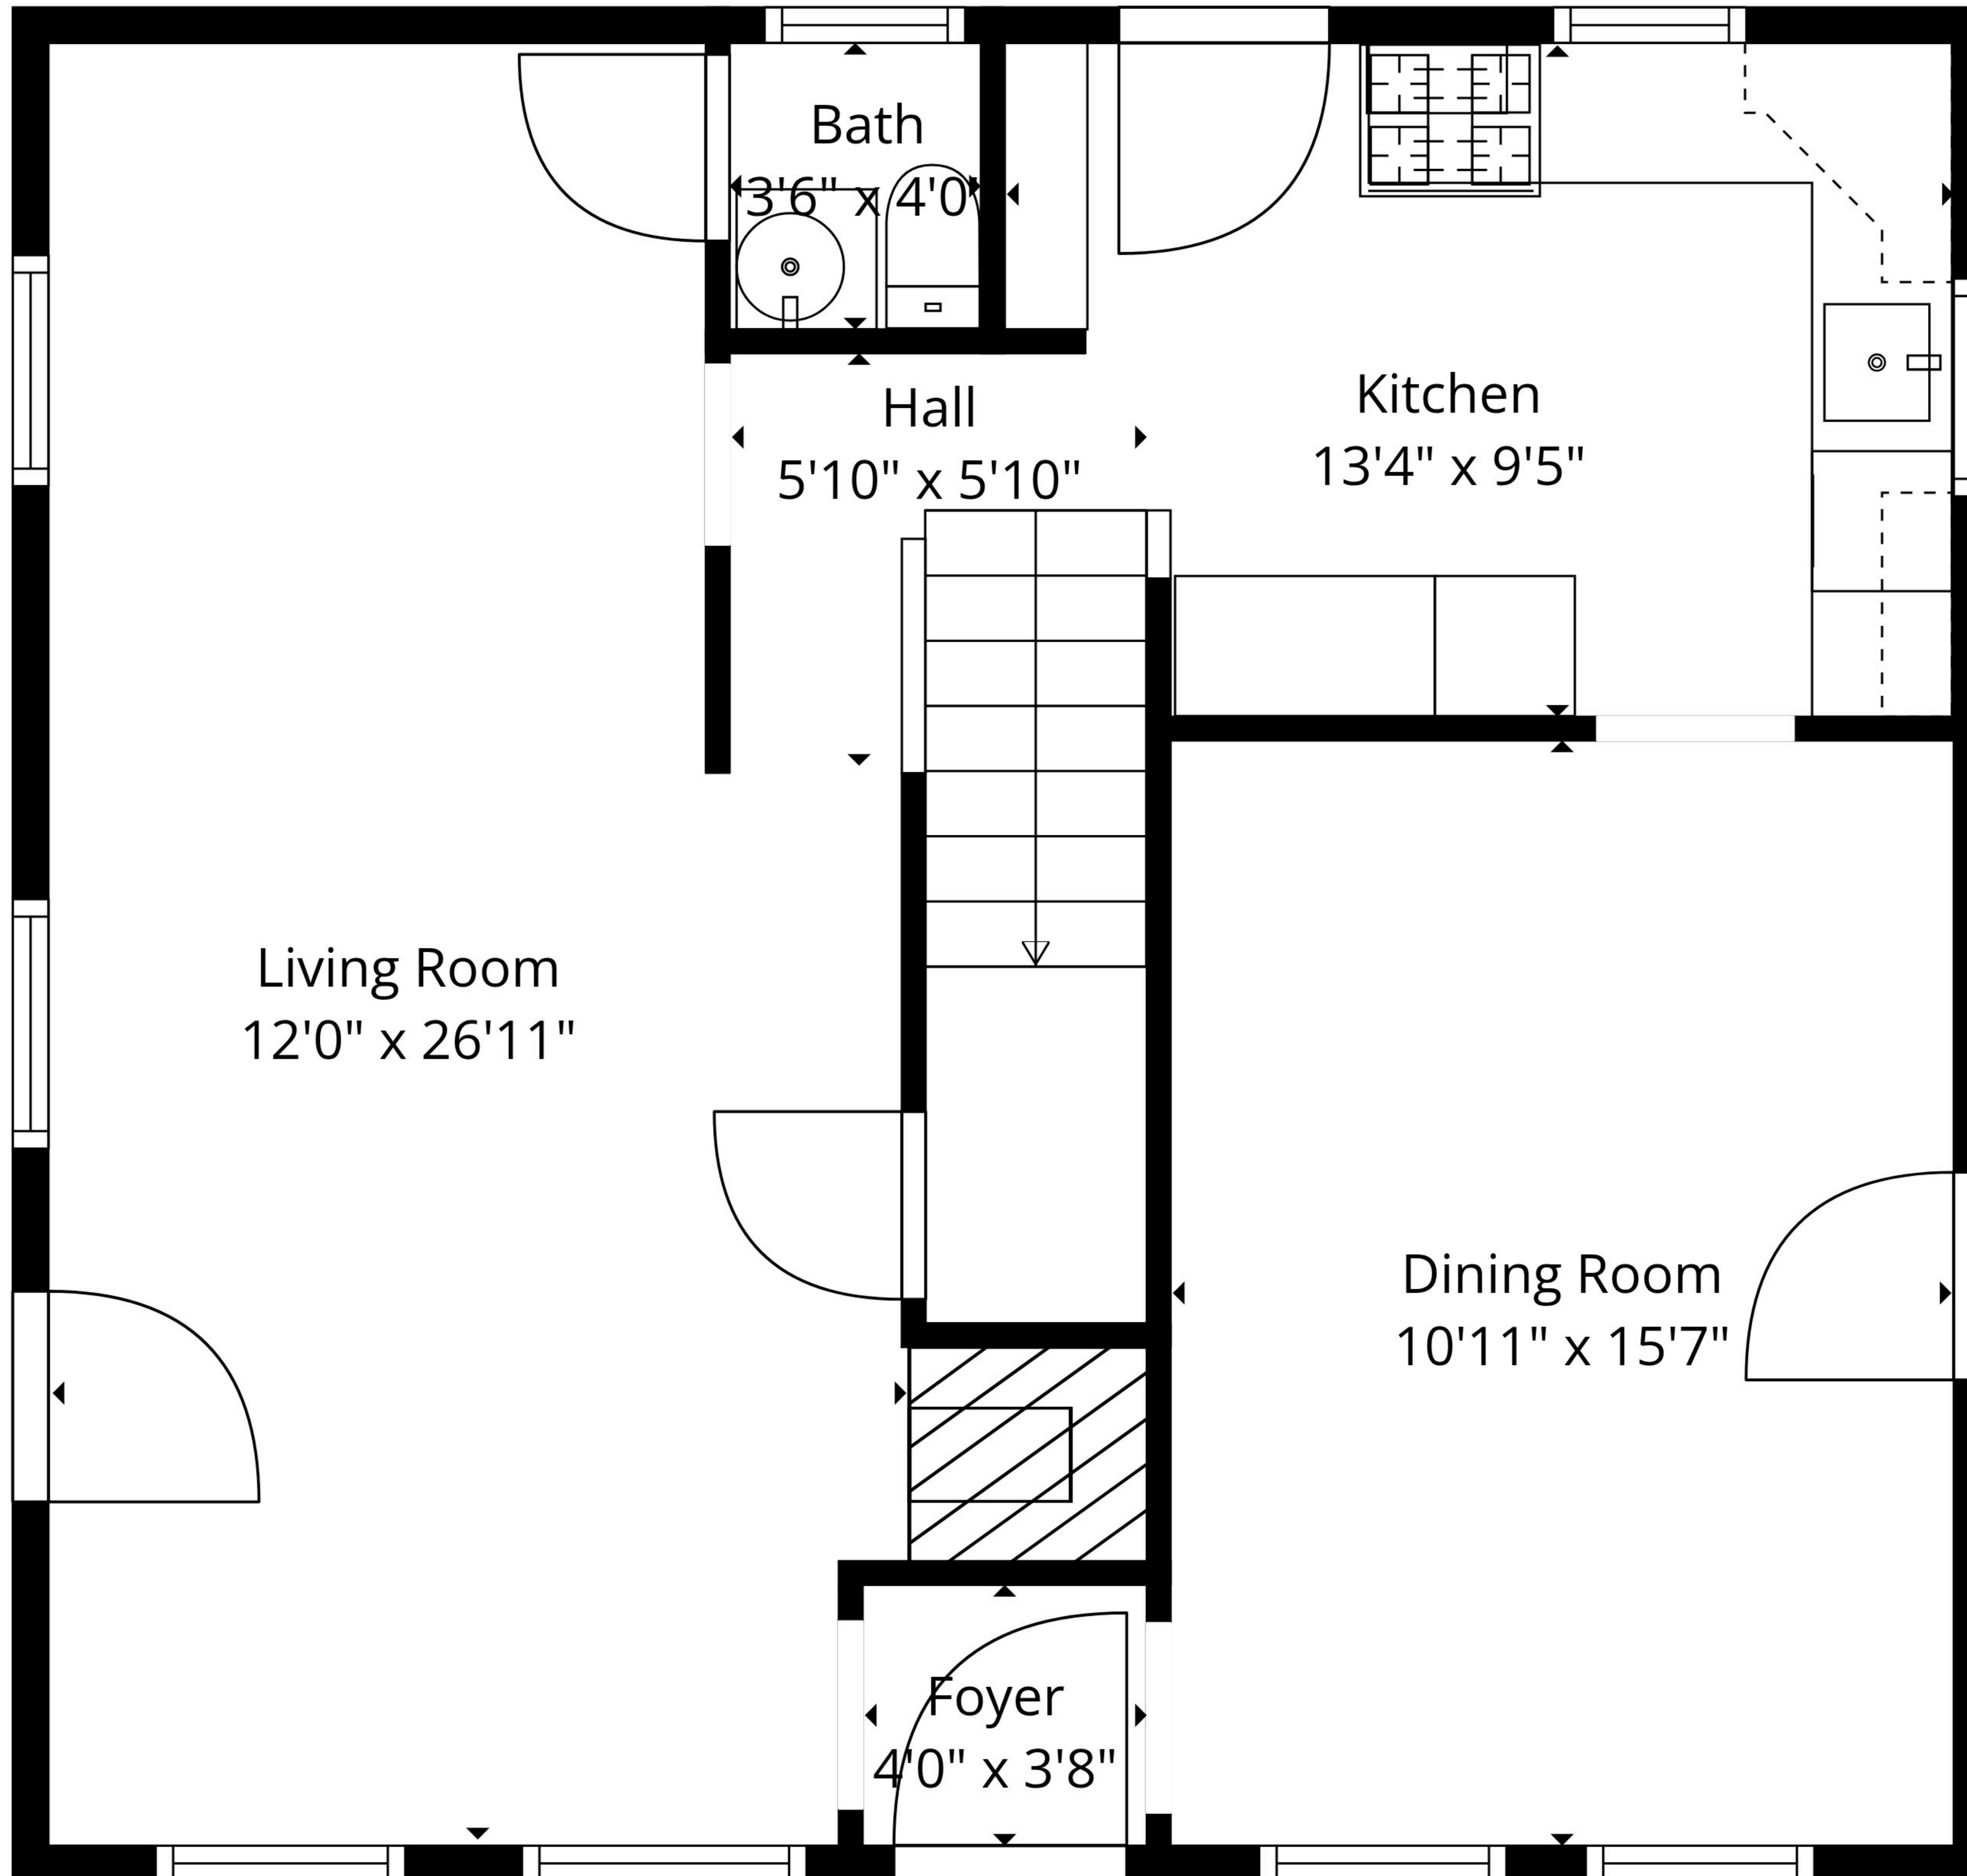 Bath
3'6" x 4'0"
Hall
5'10" x 5'10"
Kitchen
13'4" x 9'5"
Living Room
12'0" x 26'11"
Dining Room
10'11" x 15'7"
Foyer
4'0" x 3'8"